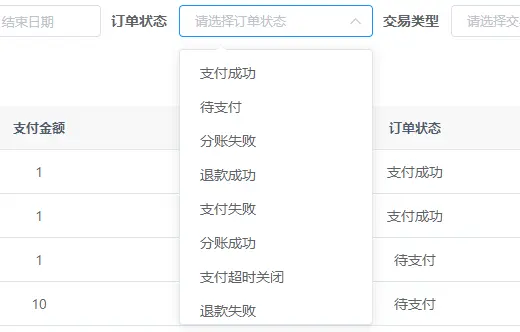 结束日期 订单状态 请选择订单状态 交易类型 请选择交
支付成功
待支付
支付金额 分账失败 订单状态
退款成功
1 支付成功
1 支付失败 支付成功
分账成功
1 待支付
支付超时关闭
10 退款失败 待支付